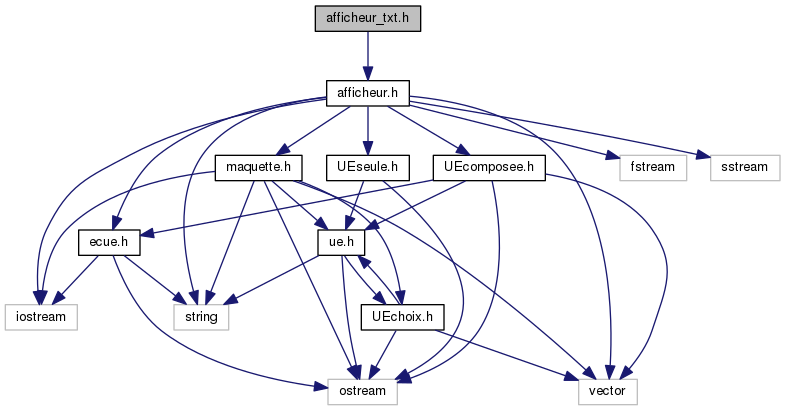 afficheur_txt.h
afficheur.h
maquette.h
UEseule.h
UEcomposee.h
fstream
sstream
ecue.h
ue.h
iostream
string
UEchoix.h
ostream
vector